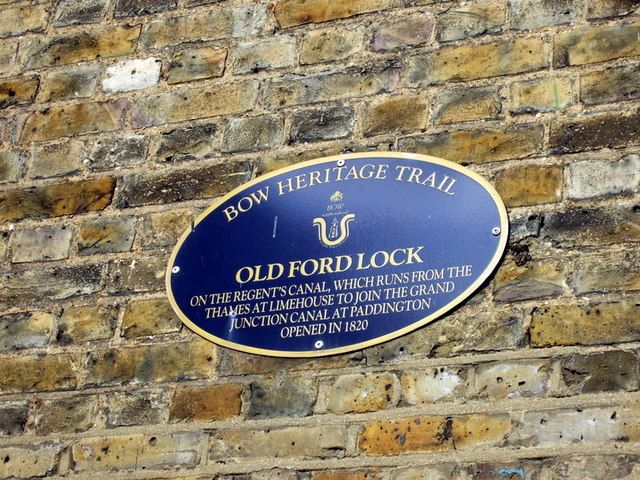 BOW HERITAGE TRAIL
BOW
OLD FORD LOCK
ON THE REGENT'S CANAL, WHICH RUNS FROM THE
THAMES AT LIMEHOUSE TO JOIN THE GRAND
JUNCTION CANAL AT PADDINGTON
OPENED IN 1820